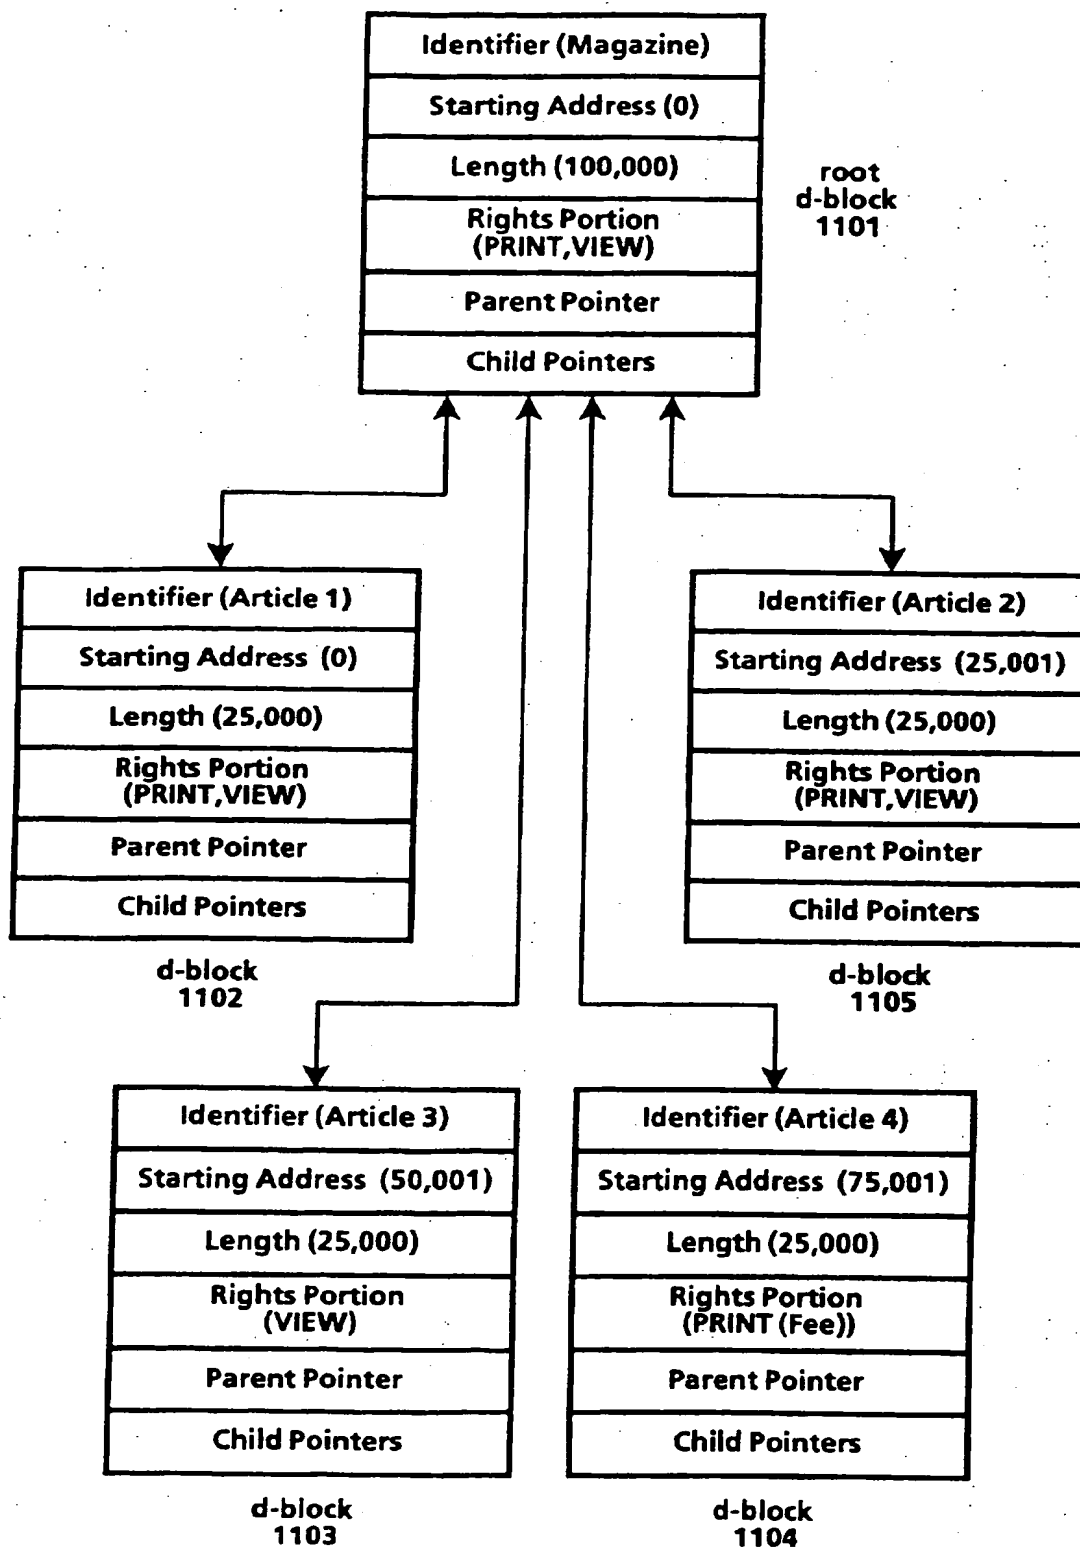 Identifier (Magazine)
Starting Address (0)
Length (100,000)
Rights Portion
(PRINT,VIEW)
Parent Pointer
Child Pointers
root
d-block
1101
Identifier (Article 1)
Starting Address (0)
Length (25,000)
Rights Portion
(PRINT,VIEW)
Parent Pointer
Child Pointers
d-block
1102
Identifier (Article 2)
Starting Address (25,001)
Length (25,000)
Rights Portion
(PRINT,VIEW)
Parent Pointer
Child Pointers
d-block
1105
Identifier (Article 3)
Starting Address (50,001)
Length (25,000)
Rights Portion
(VIEW)
Parent Pointer
Child Pointers
d-block
1103
Identifier (Article 4)
Starting Address (75,001)
Length (25,000)
Rights Portion
(PRINT (Fee))
Parent Pointer
Child Pointers
d-block
1104